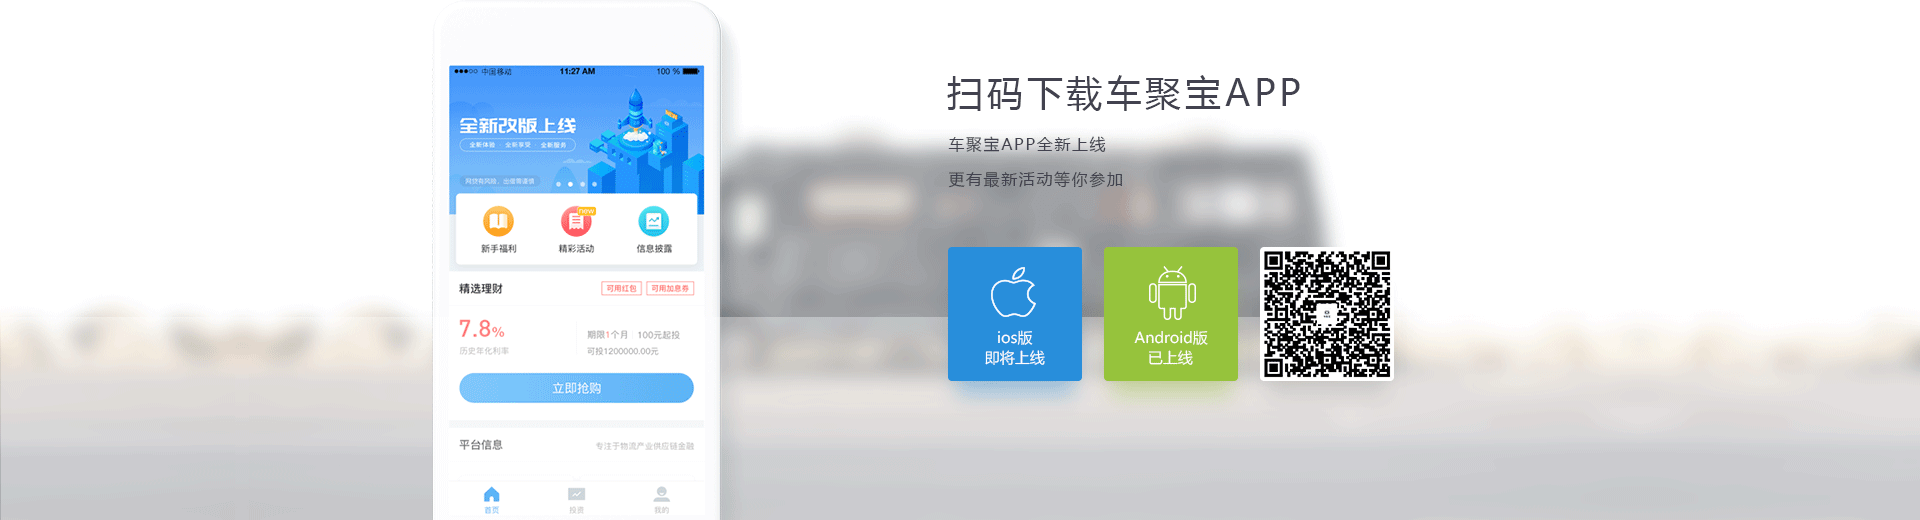 中国移动 11:27 AM 100 %
全新改版上线
全新体验 · 全新享受 · 全新服务
网贷有风险，出借需谨慎
new
新手福利 精彩活动 信息披露
精选理财 可用红包 可用加息券
7.8%
历史年化利率
期限1个月 100元起投
可投1200000.00元
立即抢购
平台信息 专注于物流产业供应链金融
首页 投资 我的
扫码下载车聚宝APP
车聚宝APP全新上线
更有最新活动等你参加
ios版
即将上线
Android版
已上线